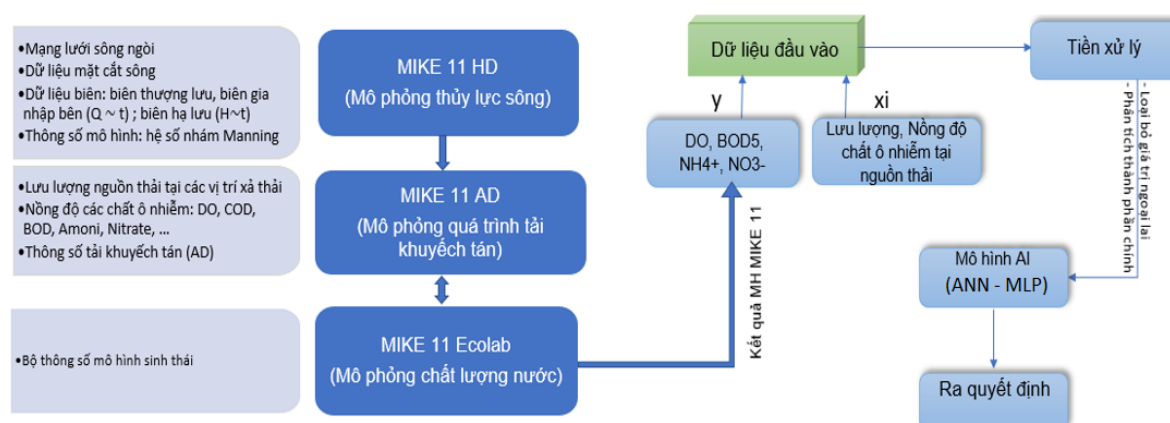 •Mạng lưới sông ngòi
•Dữ liệu mặt cắt sông
•Dữ liệu biên: biên thượng lưu, biên gia
nhập bên (Q ~ t) ; biên hạ lưu (H~t)
•Thông số mô hình: hệ số nhám Manning
MIKE 11 HD
(Mô phỏng thủy lực sông)
•Lưu lượng nguồn thải tại các vị trí xả thải
•Nồng độ các chất ô nhiễm: DO, COD,
BOD, Amoni, Nitrate, ...
•Thông số tải khuyếch tán (AD)
MIKE 11 AD
(Mô phỏng quá trình tải
khuyếch tán)
•Bộ thông số mô hình sinh thái
MIKE 11 Ecolab
(Mô phỏng chất lượng nước)
Kết quả MH MIKE 11
Dữ liệu đầu vào
y
xi
DO, BOD5,
NH4+, NO3-
Lưu lượng, Nồng độ
chất ô nhiễm tại
nguồn thải
Tiền xử lý
- Loại bỏ giá trị ngoại lai
- Phân tích thành phần chính
Mô hình AI
(ANN - MLP)
Ra quyết định